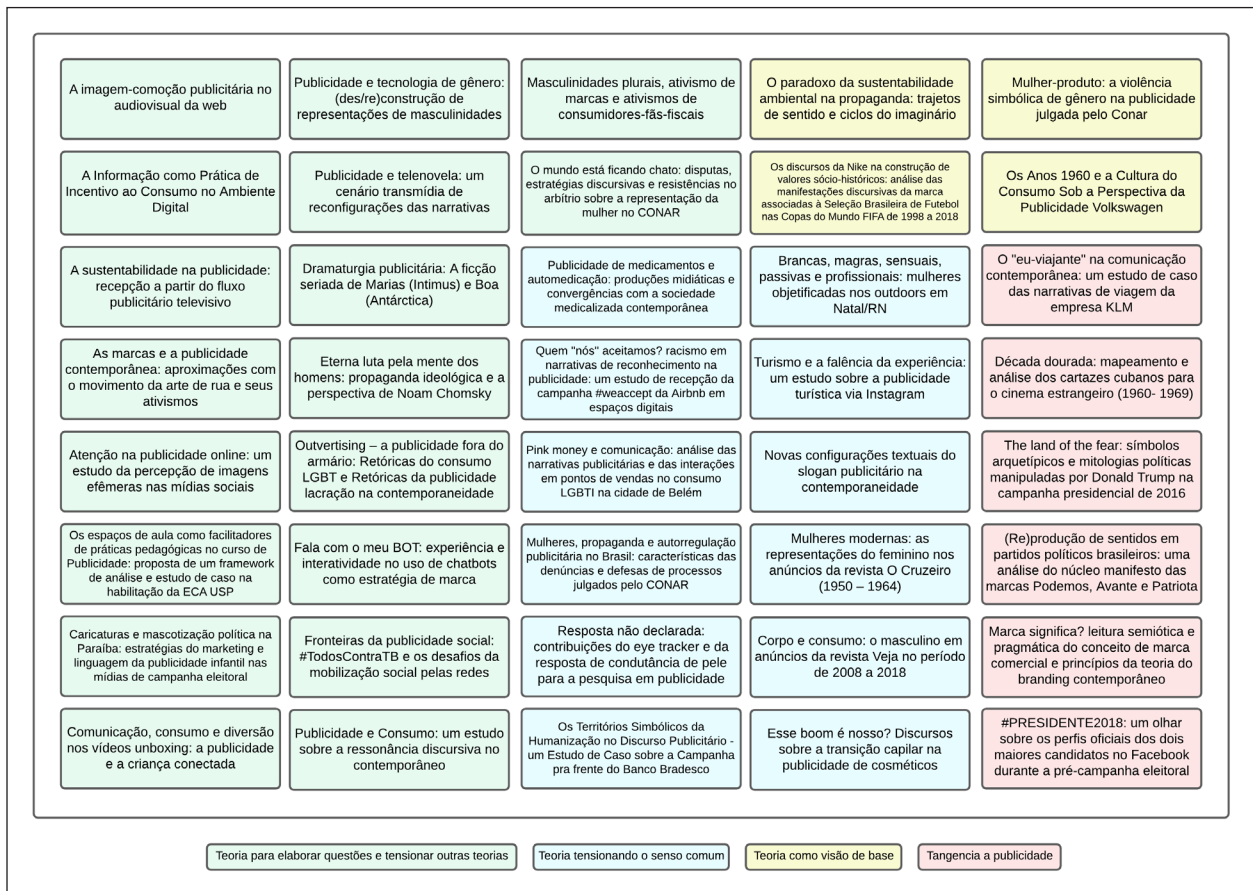 A imagem-comoção publicitária no
audiovisual da web
Publicidade e tecnologia de gênero:
(des/re)construção de
representações de masculinidades
Masculinidades plurais, ativismo de
marcas e ativismos de
consumidores-fãs-fiscais
O paradoxo da sustentabilidade
ambiental na propaganda: trajetos
de sentido e ciclos do imaginário
Mulher-produto: a violência
simbólica de gênero na publicidade
julgada pelo Conar
A Informação como Prática de
Incentivo ao Consumo no Ambiente
Digital
Publicidade e telenovela: um
cenário transmídia de
reconfigurações das narrativas
O mundo está ficando chato: disputas,
estratégias discursivas e resistências no
arbítrio sobre a representação da
mulher no CONAR
Os discursos da Nike na construção de
valores sócio-históricos: análise das
manifestações discursivas da marca
associadas à Seleção Brasileira de Futebol
nas Copas do Mundo FIFA de 1998 a 2018
Os Anos 1960 e a Cultura do
Consumo Sob a Perspectiva da
Publicidade Volkswagen
A sustentabilidade na publicidade:
recepção a partir do fluxo
publicitário televisivo
Dramaturgia publicitária: A ficção
seriada de Marias (Intimus) e Boa
(Antárctica)
Publicidade de medicamentos e
automedicação: produções midiáticas e
convergências com a sociedade
medicalizada contemporânea
Brancas, magras, sensuais,
passivas e profissionais: mulheres
objetificadas nos outdoors em
Natal/RN
O "eu-viajante" na comunicação
contemporânea: um estudo de caso
das narrativas de viagem da
empresa KLM
As marcas e a publicidade
contemporânea: aproximações com
o movimento da arte de rua e seus
ativismos
Eterna luta pela mente dos
homens: propaganda ideológica e a
perspectiva de Noam Chomsky
Quem "nós" aceitamos? racismo em
narrativas de reconhecimento na
publicidade: um estudo de recepção da
campanha #weaccept da Airbnb em
espaços digitais
Turismo e a falência da experiência:
um estudo sobre a publicidade
turística via Instagram
Década dourada: mapeamento e
análise dos cartazes cubanos para
o cinema estrangeiro (1960- 1969)
Atenção na publicidade online: um
estudo da percepção de imagens
efêmeras nas mídias sociais
Outvertising – a publicidade fora do
armário: Retóricas do consumo
LGBT e Retóricas da publicidade
lacração na contemporaneidade
Pink money e comunicação: análise das
narrativas publicitárias e das interações
em pontos de vendas no consumo
LGBTI na cidade de Belém
Novas configurações textuais do
slogan publicitário na
contemporaneidade
The land of the fear: símbolos
arquetípicos e mitologias políticas
manipuladas por Donald Trump na
campanha presidencial de 2016
Os espaços de aula como facilitadores
de práticas pedagógicas no curso de
Publicidade: proposta de um framework
de análise e estudo de caso na
habilitação da ECA USP
Fala com o meu BOT: experiência e
interatividade no uso de chatbots
como estratégia de marca
Mulheres, propaganda e autorregulação
publicitária no Brasil: características das
denúncias e defesas de processos
julgados pelo CONAR
Mulheres modernas: as
representações do feminino nos
anúncios da revista O Cruzeiro
(1950 – 1964)
(Re)produção de sentidos em
partidos políticos brasileiros: uma
análise do núcleo manifesto das
marcas Podemos, Avante e Patriota
Caricaturas e mascotização política na
Paraíba: estratégias do marketing e
linguagem da publicidade infantil nas
mídias de campanha eleitoral
Fronteiras da publicidade social:
#TodosContraTB e os desafios da
mobilização social pelas redes
Resposta não declarada:
contribuições do eye tracker e da
resposta de condutância de pele
para a pesquisa em publicidade
Corpo e consumo: o masculino em
anúncios da revista Veja no período
de 2008 a 2018
Marca significa? leitura semiótica e
pragmática do conceito de marca
comercial e princípios da teoria do
branding contemporâneo
Comunicação, consumo e diversão
nos vídeos unboxing: a publicidade
e a criança conectada
Publicidade e Consumo: um estudo
sobre a ressonância discursiva no
contemporâneo
Os Territórios Simbólicos da
Humanização no Discurso Publicitário -
um Estudo de Caso sobre a Campanha
pra frente do Banco Bradesco
Esse boom é nosso? Discursos
sobre a transição capilar na
publicidade de cosméticos
#PRESIDENTE2018: um olhar
sobre os perfis oficiais dos dois
maiores candidatos no Facebook
durante a pré-campanha eleitoral
Teoria para elaborar questões e tensionar outras teorias
Teoria tensionando o senso comum
Teoria como visão de base
Tangencia a publicidade